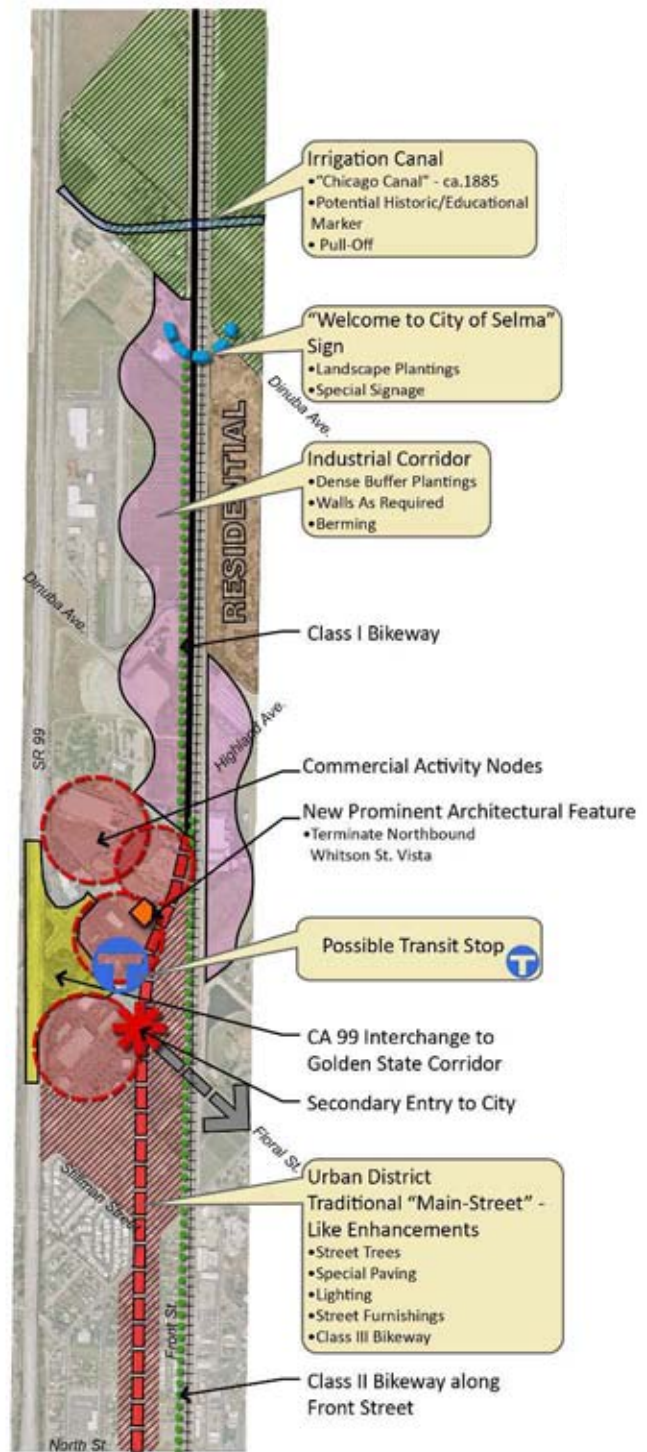 Irrigation Canal
•"Chicago Canal" - ca.1885
•Potential Historic/Educational
Marker
• Pull-Off
"Welcome to City of Selma"
Sign
•Landscape Plantings
•Special Signage
Dinuba Ave.
RESIDENTIAL
Industrial Corridor
•Dense Buffer Plantings
•Walls As Required
•Berming
Dinuba Ave.
Class I Bikeway
Highland Ave.
SR 99
Commercial Activity Nodes
New Prominent Architectural Feature
•Terminate Northbound
Whitson St. Vista
Possible Transit Stop
T
T
CA 99 Interchange to
Golden State Corridor
Secondary Entry to City
Floral St.
Stillman Street
Urban District
Traditional "Main-Street" -
Like Enhancements
•Street Trees
•Special Paving
•Lighting
•Street Furnishings
•Class III Bikeway
Front St.
Class II Bikeway along
Front Street
North St.